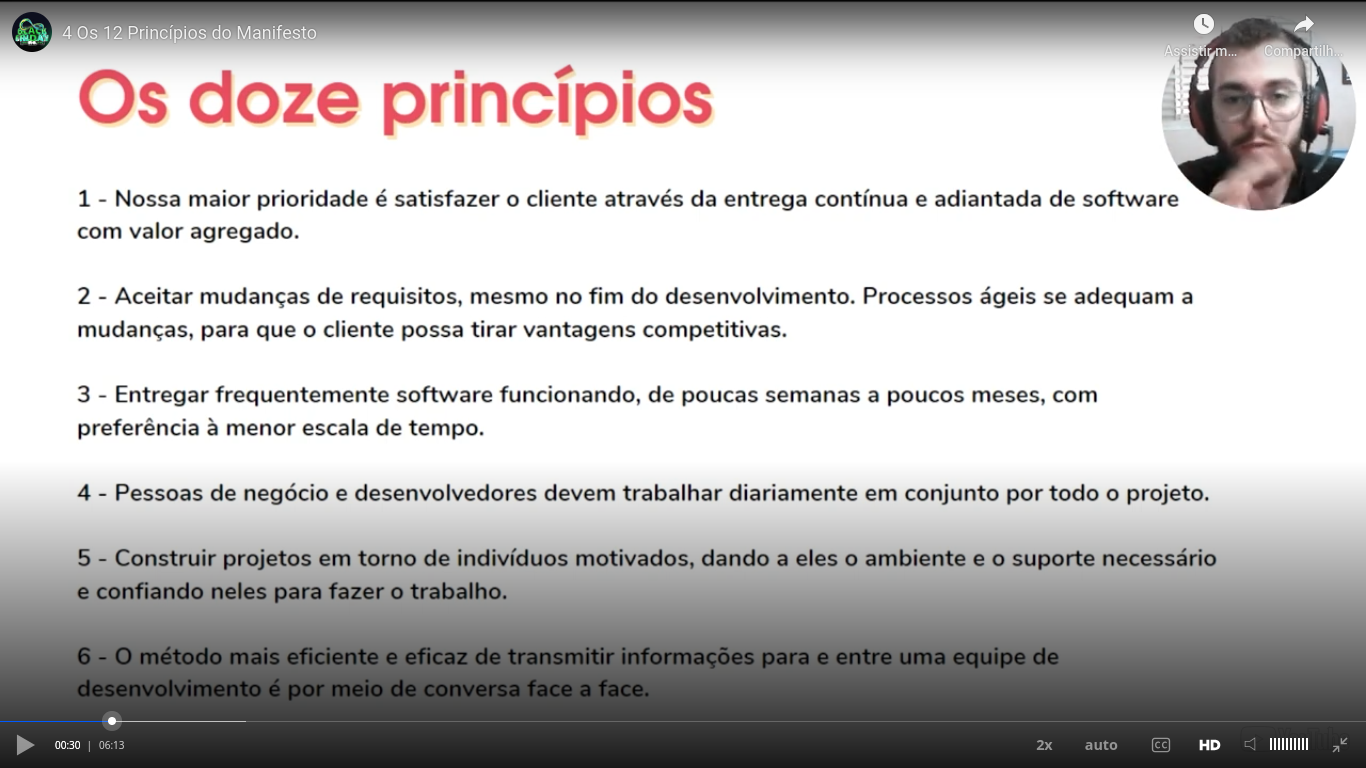 4 Os 12 Princípios do Manifesto
Assistir m...
Compartilh...
Os doze princípios
1 - Nossa maior prioridade é satisfazer o cliente através da entrega contínua e adiantada de software
com valor agregado.
2 - Aceitar mudanças de requisitos, mesmo no fim do desenvolvimento. Processos ágeis se adequam a
mudanças, para que o cliente possa tirar vantagens competitivas.
3 - Entregar frequentemente software funcionando, de poucas semanas a poucos meses, com
preferência à menor escala de tempo.
4 - Pessoas de negócio e desenvolvedores devem trabalhar diariamente em conjunto por todo o projeto.
5 - Construir projetos em torno de indivíduos motivados, dando a eles o ambiente e o suporte necessário
e confiando neles para fazer o trabalho.
6 - O método mais eficiente e eficaz de transmitir informações para e entre uma equipe de
desenvolvimento é por meio de conversa face a face.
00:30 | 06:13
2x auto CC HD